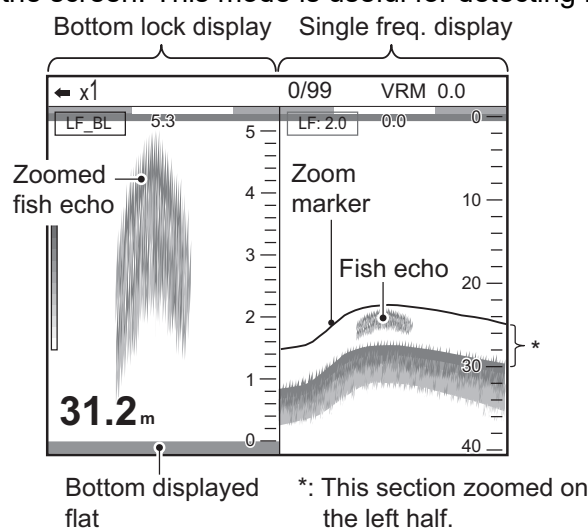 the screen. This mode is useful for detecting
Bottom lock display Single freq. display
x1 0/99 VRM 0.0
LF_BL 5.3 LF: 2.0 0.0 0
5
Zoomed
fish echo
Zoom
marker
4
10
3
Fish echo
20
2
*
1
30
31.2 m
0
40
Bottom displayed
flat
*: This section zoomed on
the left half.